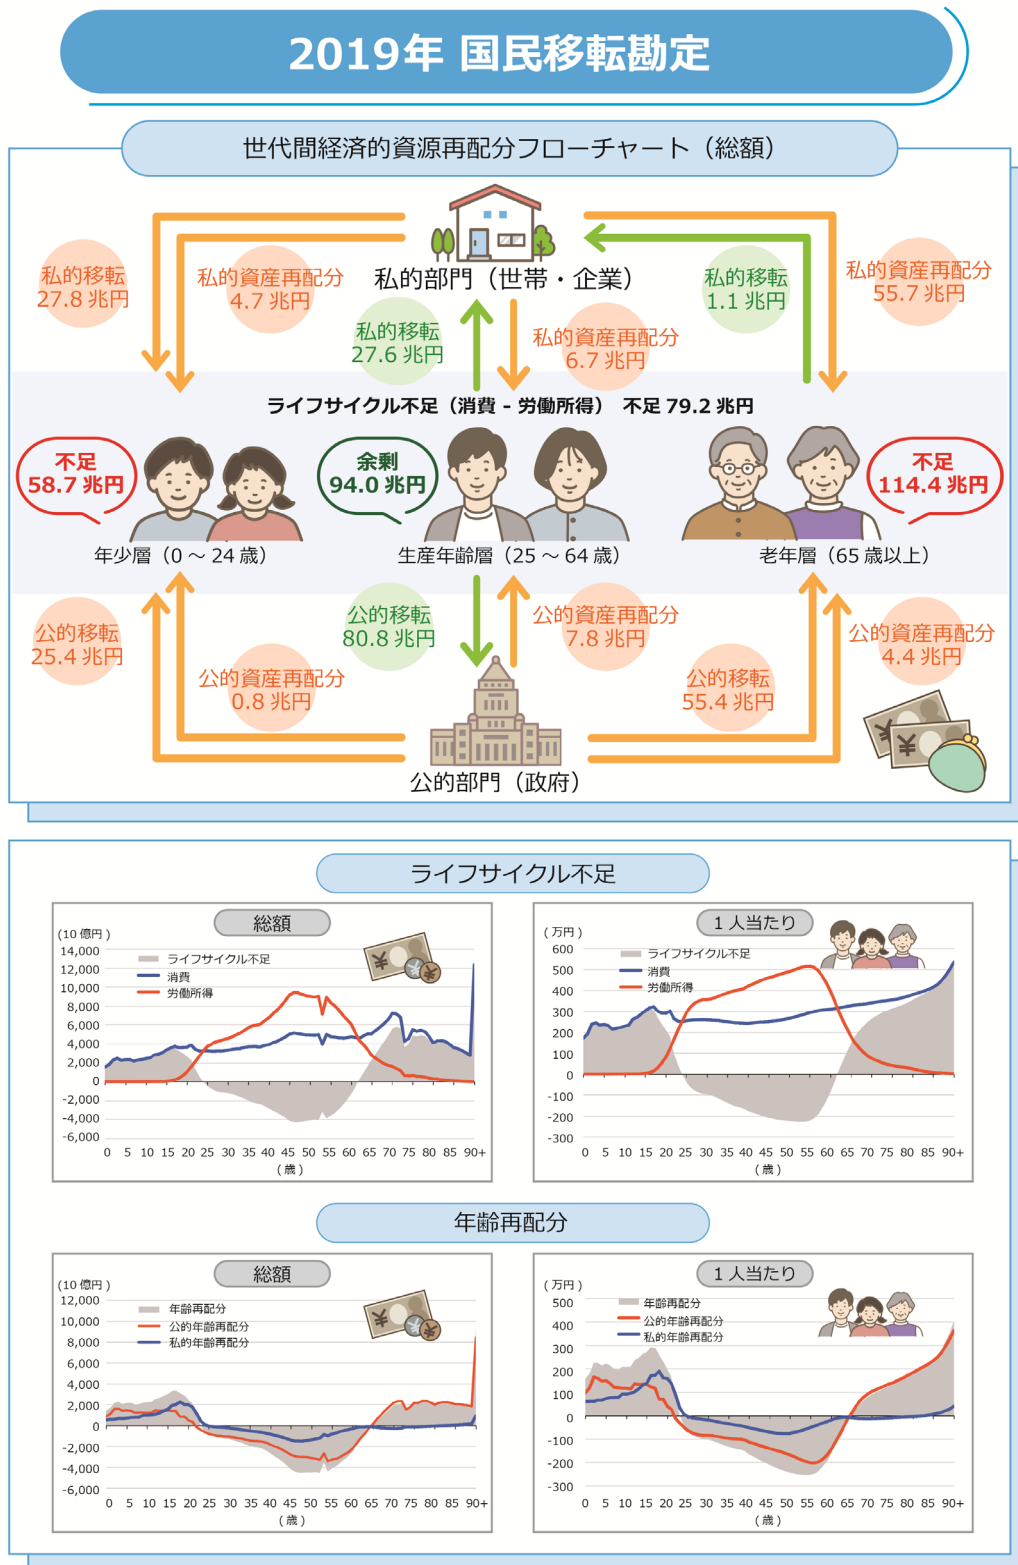 2019年 国民移転勘定
世代間経済的資源再配分フローチャート（総額）
私的移転
27.8 兆円
私的資産再配分
4.7 兆円
私的部門（世帯・企業）
私的移転
1.1 兆円
私的資産再配分
55.7 兆円
私的移転
27.6 兆円
私的資産再配分
6.7 兆円
ライフサイクル不足（消費 - 労働所得） 不足 79.2 兆円
不足
58.7 兆円
余剰
94.0 兆円
不足
114.4 兆円
年少層（0 ～ 24 歳）
生産年齢層（25 ～ 64 歳）
老年層（65 歳以上）
公的移転
25.4 兆円
公的資産再配分
0.8 兆円
公的移転
80.8 兆円
公的資産再配分
7.8 兆円
公的移転
55.4 兆円
公的資産再配分
4.4 兆円
¥
¥
公的部門（政府）
ライフサイクル不足
総額
(10 億円)
14,000
12,000
10,000
8,000
6,000
4,000
2,000
0
-2,000
-4,000
-6,000
ライフサイクル不足
消費
労働所得
¥
¥
¥
0 5 10 15 20 25 30 35 40 45 50 55 60 65 70 75 80 85 90+
（歳）
1 人当たり
（万円）
600
500
400
300
200
100
0
-100
-200
-300
ライフサイクル不足
消費
労働所得
0 5 10 15 20 25 30 35 40 45 50 55 60 65 70 75 80 85 90+
（歳）
年齢再配分
総額
(10 億円)
12,000
10,000
8,000
6,000
4,000
2,000
0
-2,000
-4,000
-6,000
年齢再配分
公的年齢再配分
私的年齢再配分
¥
¥
¥
0 5 10 15 20 25 30 35 40 45 50 55 60 65 70 75 80 85 90+
（歳）
1 人当たり
（万円）
500
400
300
200
100
0
-100
-200
-300
年齢再配分
公的年齢再配分
私的年齢再配分
0 5 10 15 20 25 30 35 40 45 50 55 60 65 70 75 80 85 90+
（歳）